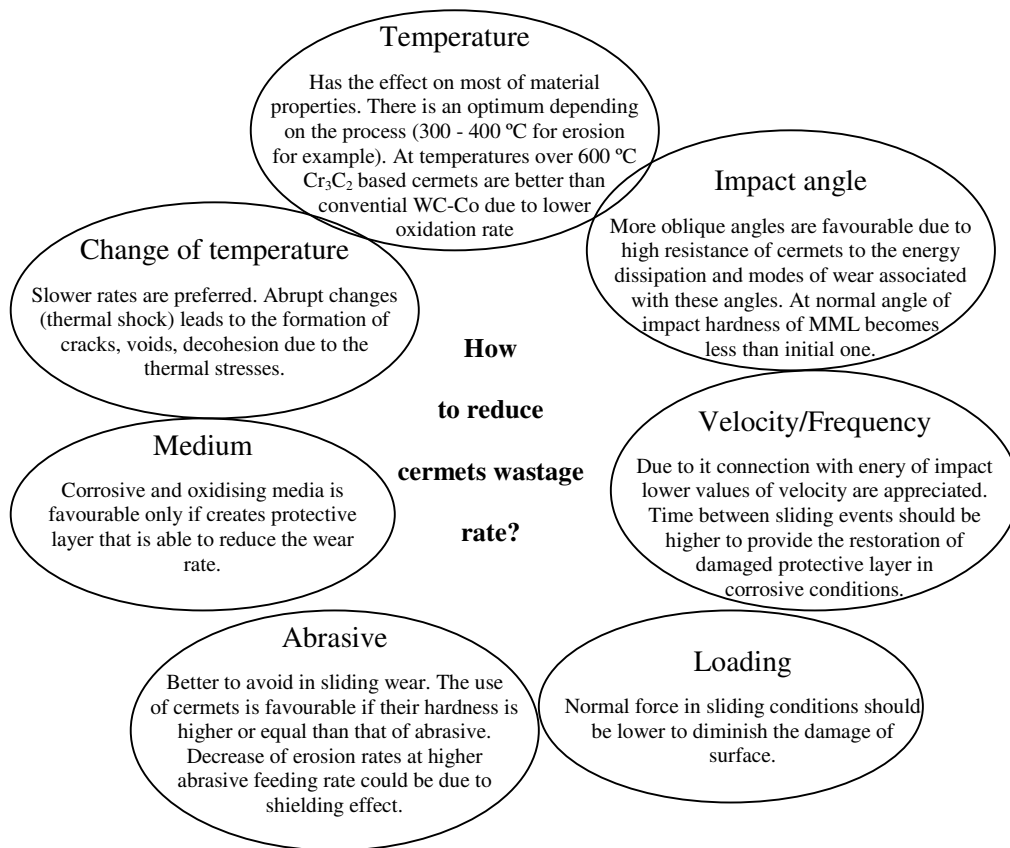 Temperature
Has the effect on most of material
properties. There is an optimum depending
on the process (300 - 400 ºC for erosion
for example). At temperatures over 600 ºC
Cr₃C₂ based cermets are better than
convential WC-Co due to lower
oxidation rate
Impact angle
More oblique angles are favourable due to
high resistance of cermets to the energy
dissipation and modes of wear associated
with these angles. At normal angle of
impact hardness of MML becomes
less than initial one.
Change of temperature
Slower rates are preferred. Abrupt changes
(thermal shock) leads to the formation of
cracks, voids, decohesion due to the
thermal stresses.
How
to reduce
cermets wastage
rate?
Velocity/Frequency
Due to it connection with enery of impact
lower values of velocity are appreciated.
Time between sliding events should be
higher to provide the restoration of
damaged protective layer in
corrosive conditions.
Medium
Corrosive and oxidising media is
favourable only if creates protective
layer that is able to reduce the wear
rate.
Abrasive
Better to avoid in sliding wear. The use
of cermets is favourable if their hardness is
higher or equal than that of abrasive.
Decrease of erosion rates at higher
abrasive feeding rate could be due to
shielding effect.
Loading
Normal force in sliding conditions should
be lower to diminish the damage of
surface.